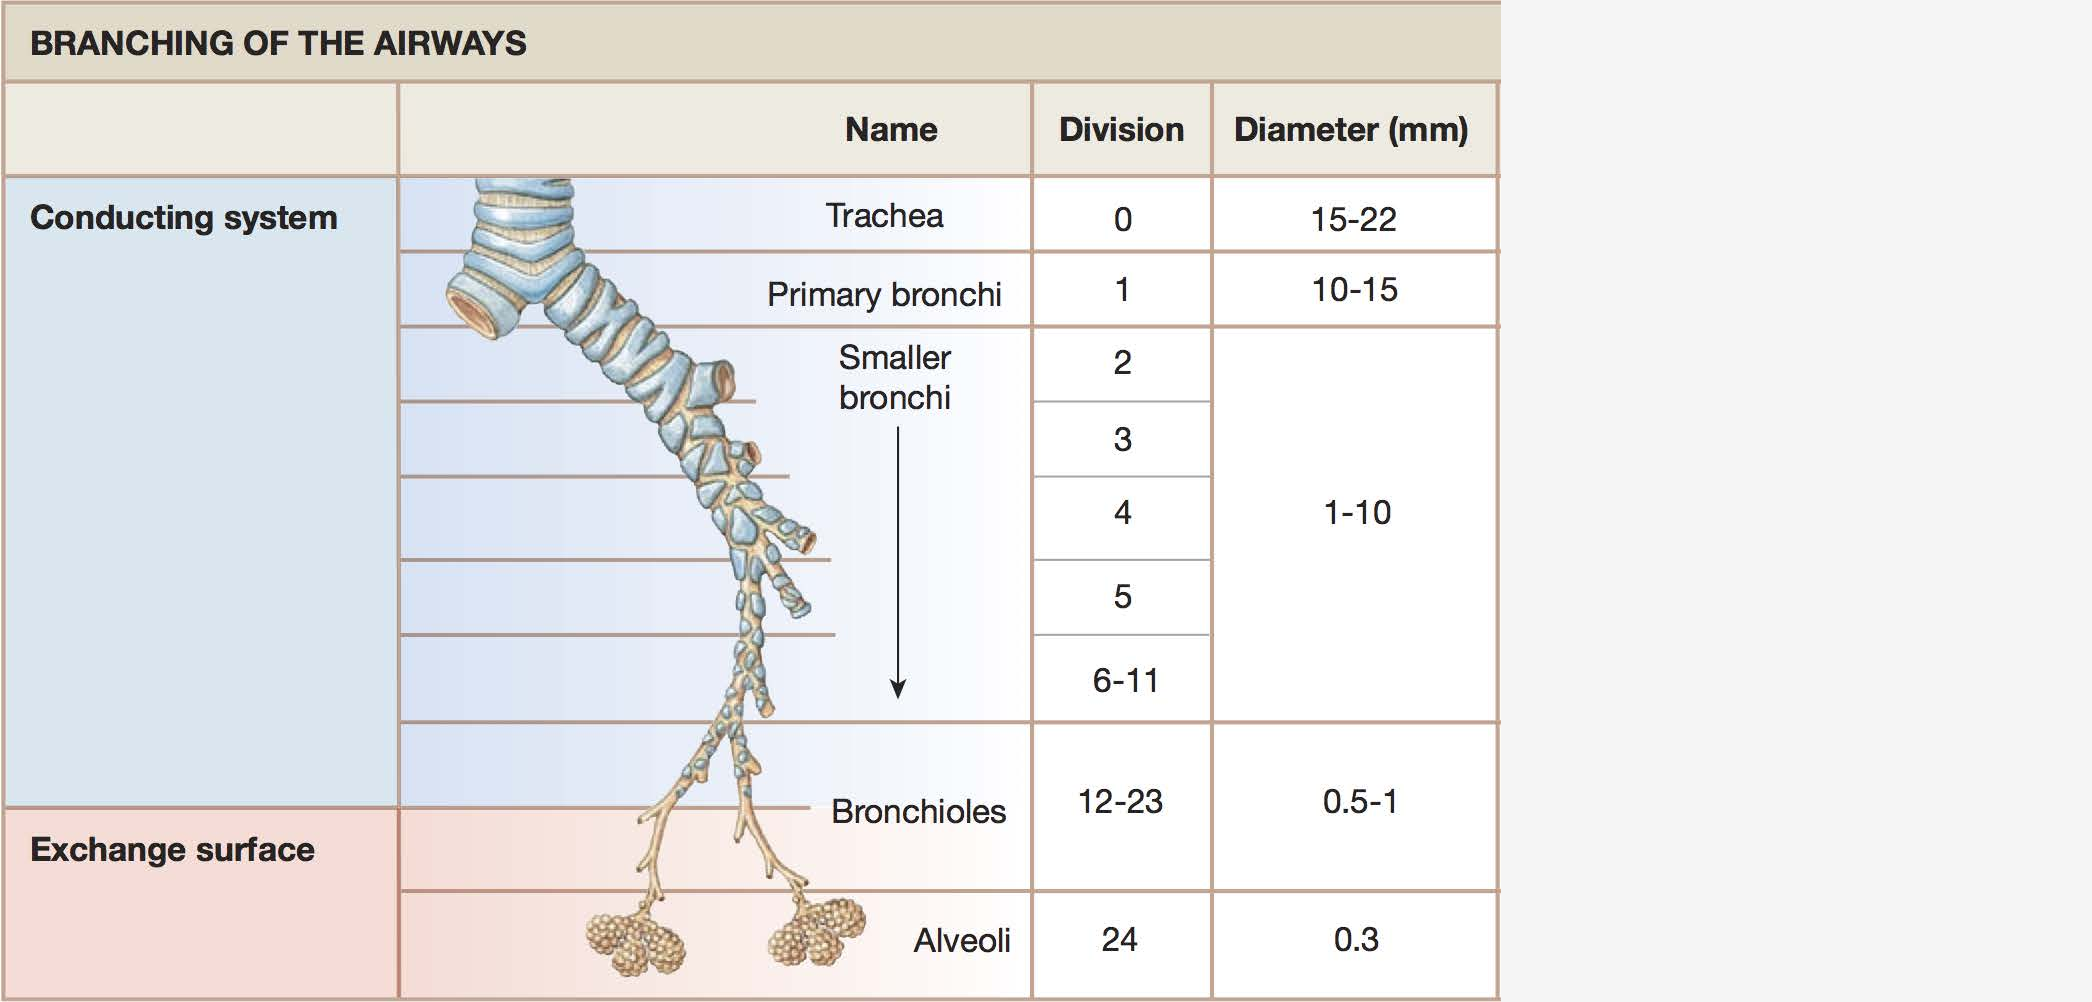 BRANCHING OF THE AIRWAYS
Name Division Diameter (mm)
Conducting system
Trachea 0 15-22
Primary bronchi 1 10-15
Smaller
bronchi
2
3
4 1-10
5
6-11
Bronchioles 12-23 0.5-1
Exchange surface
Alveoli 24 0.3